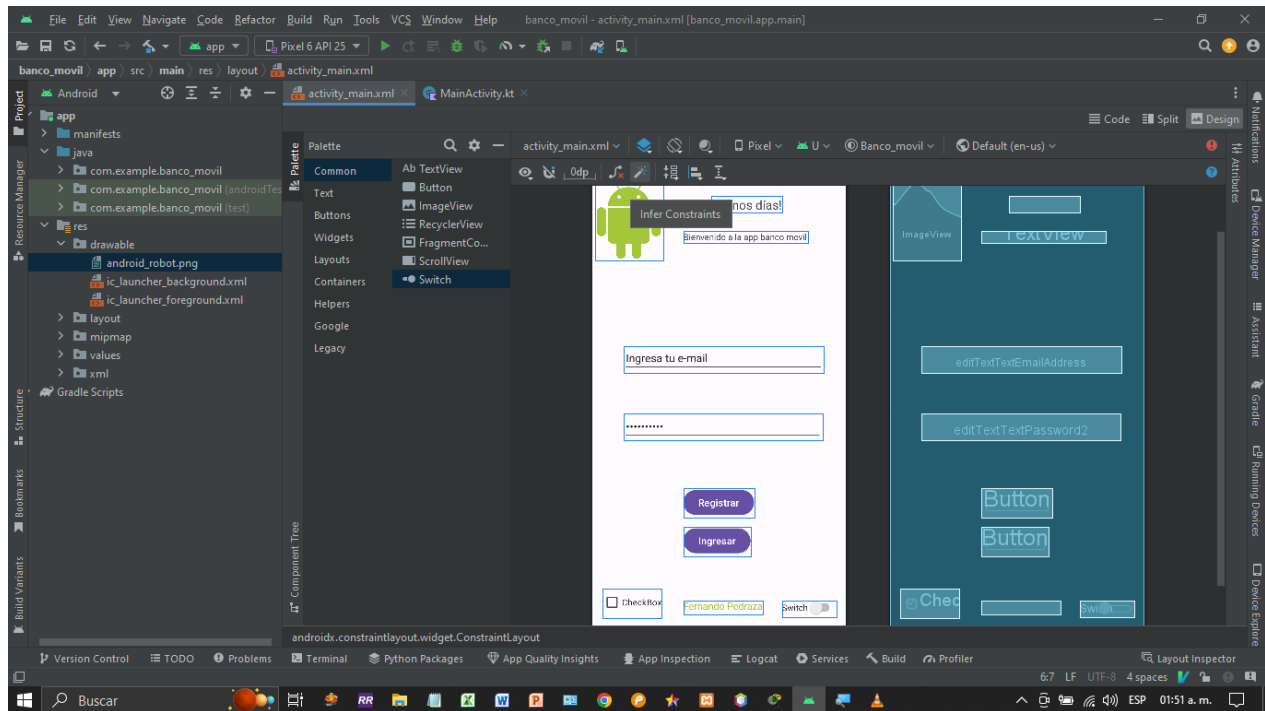 File Edit View Navigate Code Refactor Build Run Tools VCS Window Help banco_movil - activity_main.xml [banco_movil.app.main]
app Pixel 6 API 25
banco_movil app src main res layout activity_main.xml
Project
Android
activity_main.xml MainActivity.kt
Notifications
app
manifests
java
com.example.banco_movil
com.example.banco_movil (androidTes
com.example.banco_movil (test)
res
drawable
android_robot.png
ic_launcher_background.xml
ic_launcher_foreground.xml
layout
mipmap
values
xml
Gradle Scripts
Resource Manager
Structure
Bookmarks
Build Variants
Code Split Design
Palette
Palette
Common
Text
Buttons
Widgets
Layouts
Containers
Helpers
Google
Legacy
Ab TextView
Button
ImageView
RecyclerView
FragmentCo...
ScrollView
Switch
Component Tree
activity_main.xml Pixel U Banco_movil Default (en-us)
0dp
Attributes
Infer Constraints
nos días!
Bienvenido a la app banco movil
Ingresa tu e-mail
••••••••••
Registrar
Ingresar
CheckBox Fernando Pedraza Switch
ImageView
TextView
editTextTextEmailAddress
editTextTextPassword2
Button
Button
Chec
Switch
Device Manager
Assistant
Gradle
Running Devices
Device Explore
androidx.constraintlayout.widget.ConstraintLayout
Version Control TODO Problems Terminal Python Packages App Quality Insights App Inspection Logcat Services Build Profiler Layout Inspector
6:7 LF UTF-8 4 spaces
Buscar RR ESP 01:51 a. m.